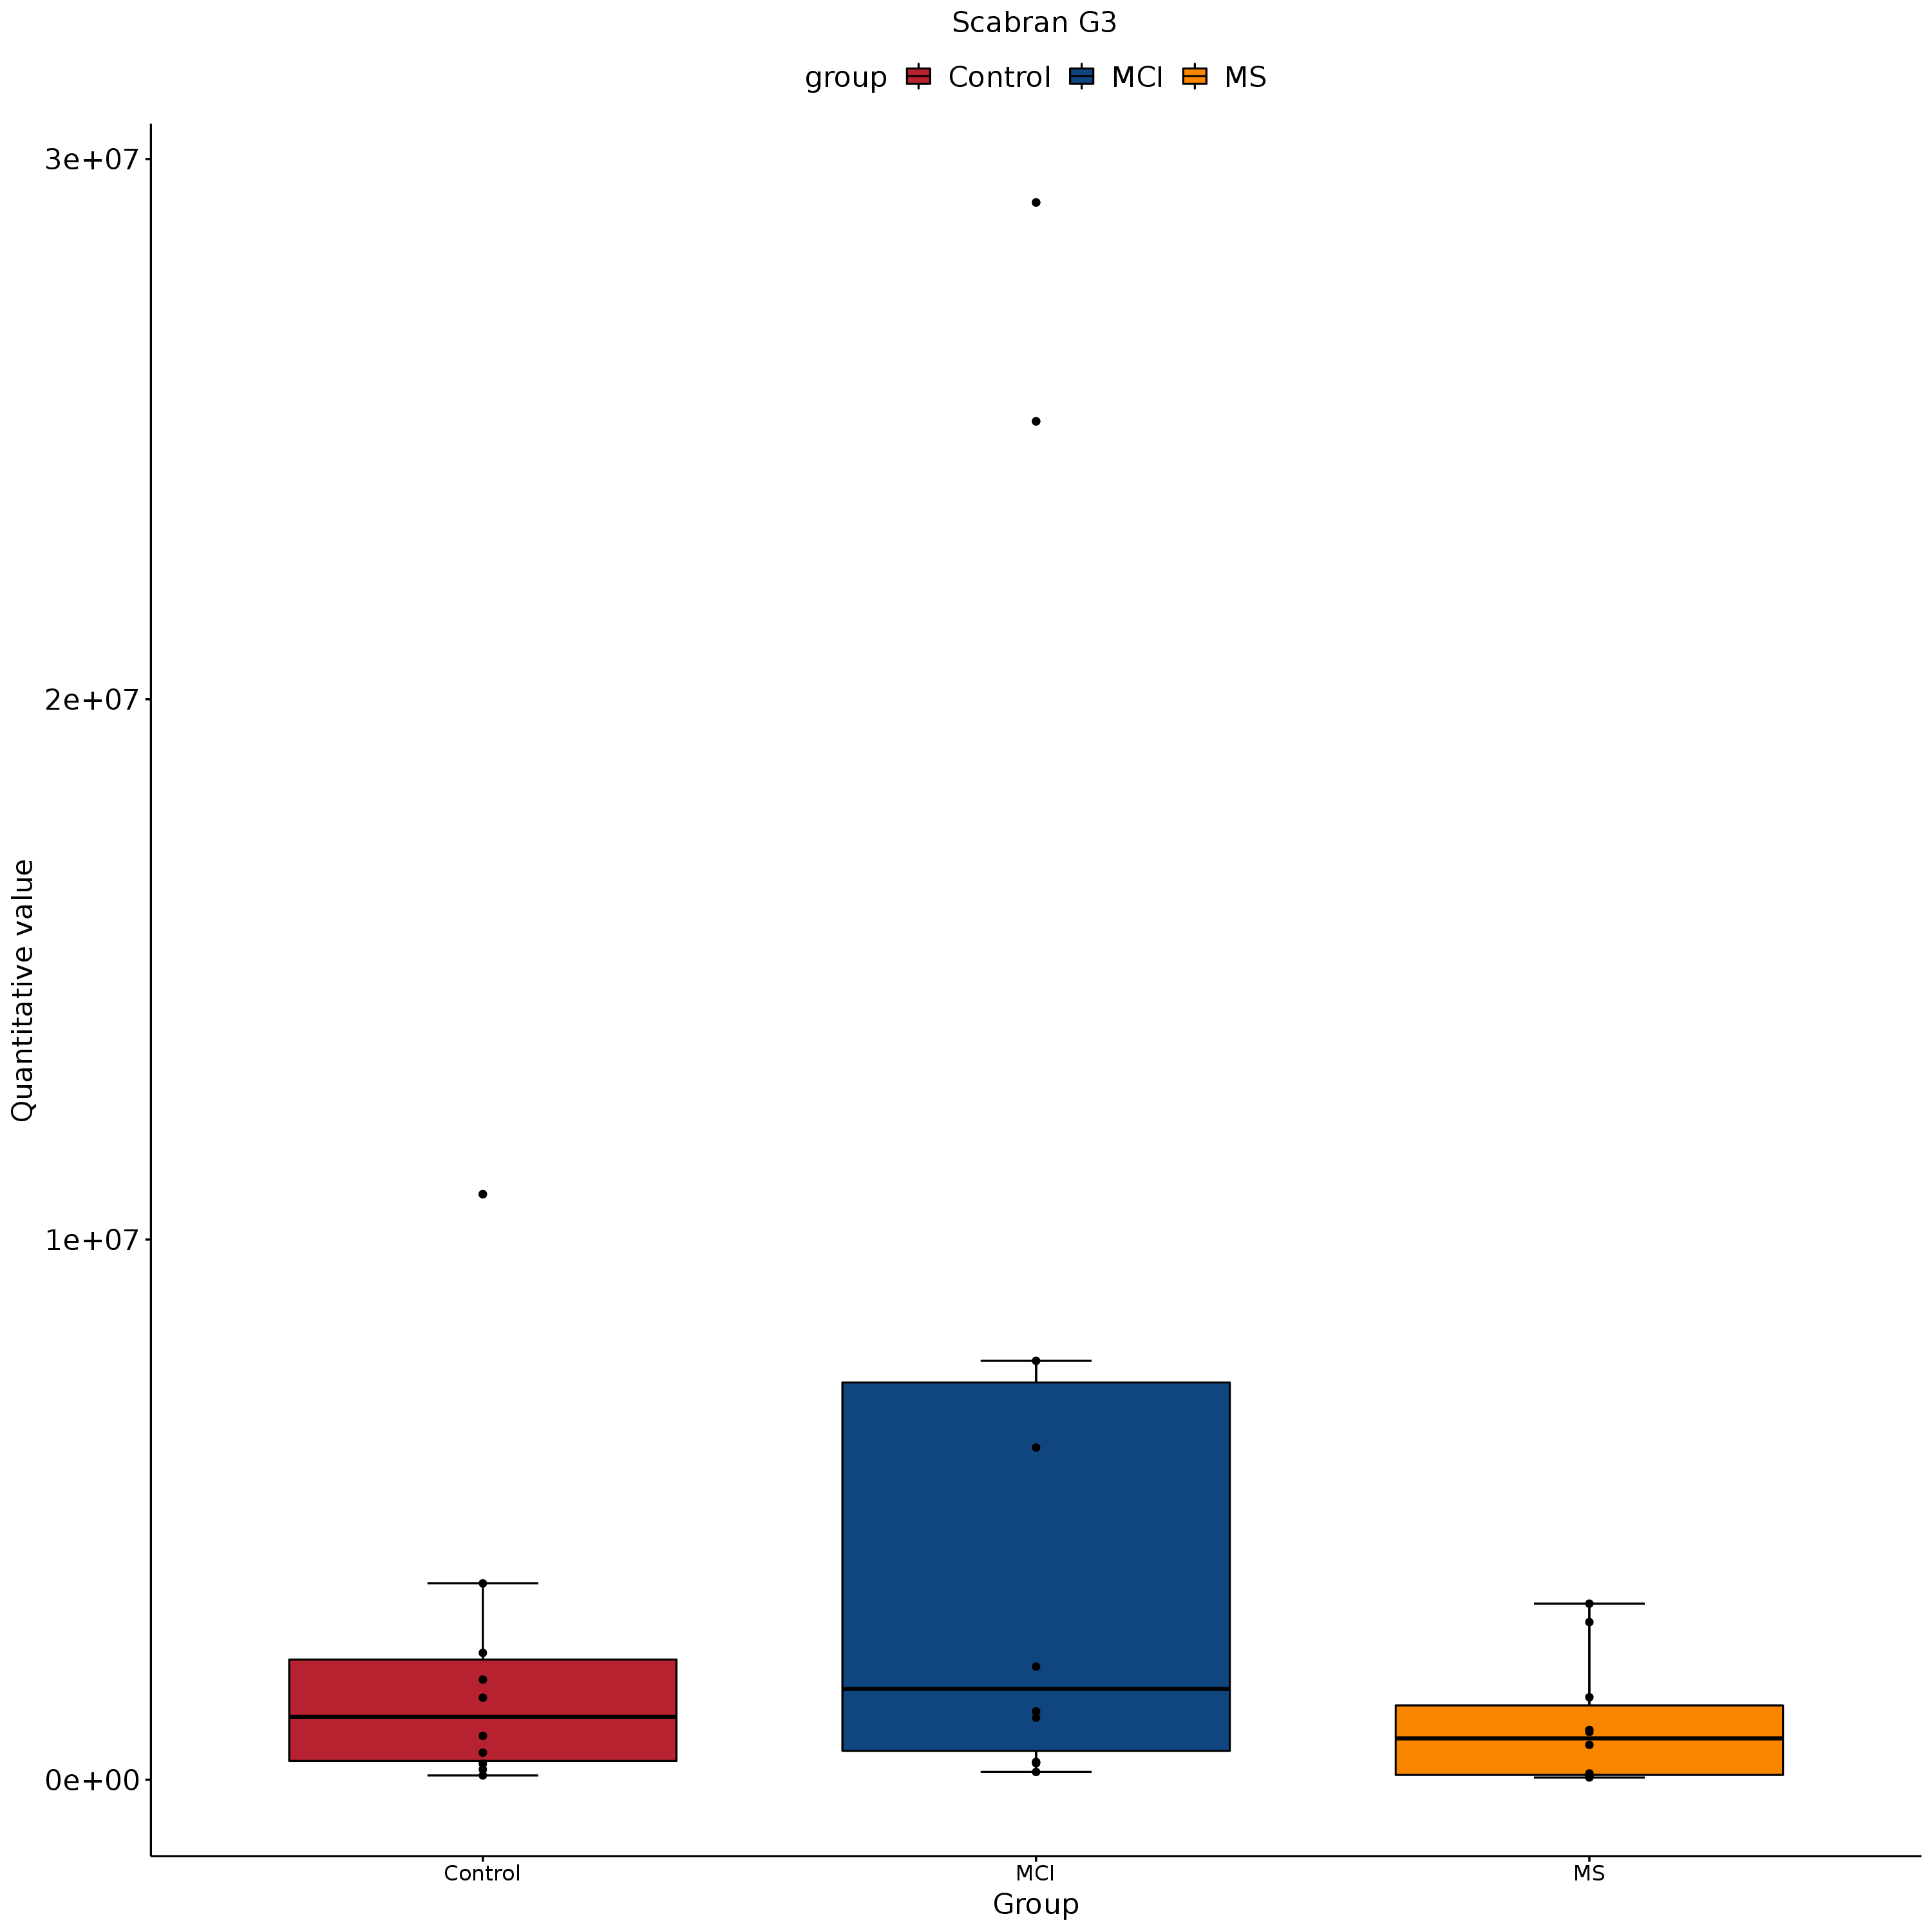 Scabran G3
group Control MCI MS
3e+07
2e+07
1e+07
0e+00
Quantitative value
Control MCI MS
Group